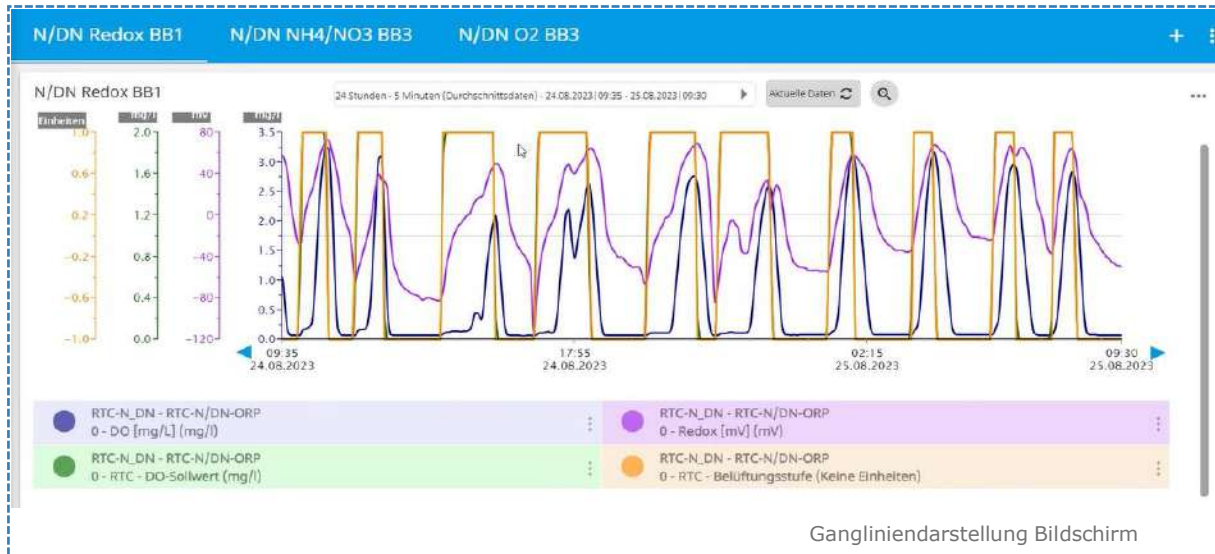 N/DN Redox BB1 N/DN NH4/NO3 BB3 N/DN O2 BB3 +
N/DN Redox BB1
24 Stunden - 5 Minuten (Durchschnittsdaten) - 24.08.2023 | 09:35 - 25.08.2023 | 09:30 Aktuelle Daten
Einheiten mg/l mV mg/l
1.0 2.0 80 3.5
3.0
0.6 1.6 40 2.5
0.2 1.2 0 2.0
1.5
-0.2 0.8 -40
1.0
-0.6 0.4 -80 0.5
-1.0 0.0 -120 0.0
09:35 17:55 02:15 09:30
24.08.2023 24.08.2023 25.08.2023 25.08.2023
RTC-N_DN - RTC-N/DN-ORP
0 - DO [mg/L] (mg/l)
RTC-N_DN - RTC-N/DN-ORP
0 - Redox [mV] (mV)
RTC-N_DN - RTC-N/DN-ORP
0 - RTC - DO-Sollwert (mg/l)
RTC-N_DN - RTC-N/DN-ORP
0 - RTC - Belüftungsstufe (Keine Einheiten)
Gangliniendarstellung Bildschirm